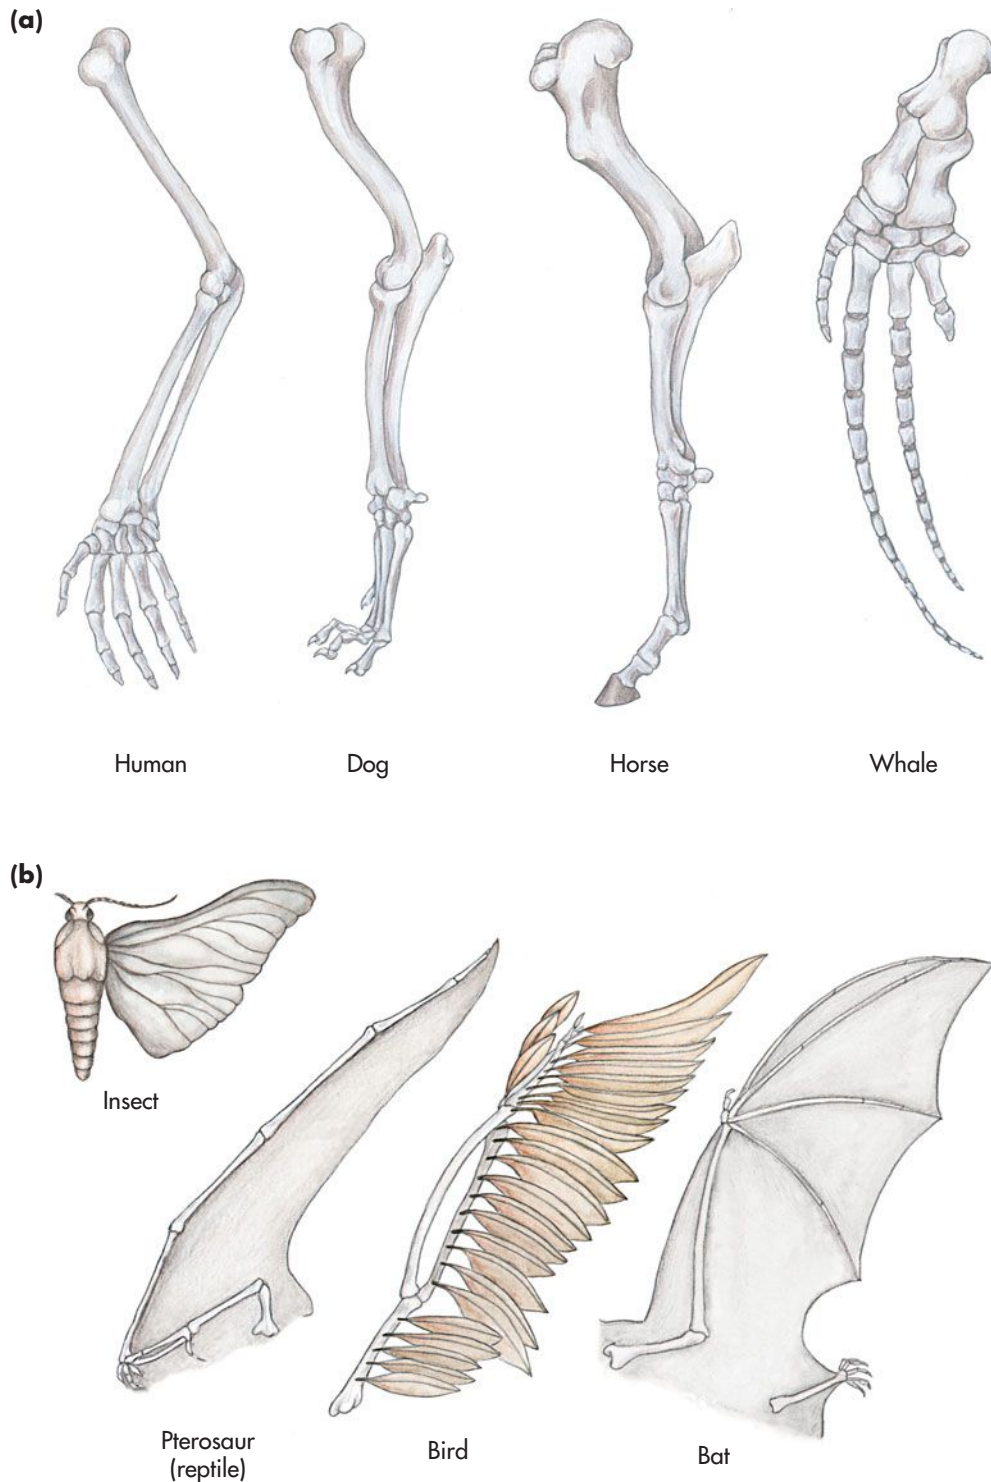 (a)
Human
Dog
Horse
Whale
(b)
Insect
Pterosaur
(reptile)
Bird
Bat